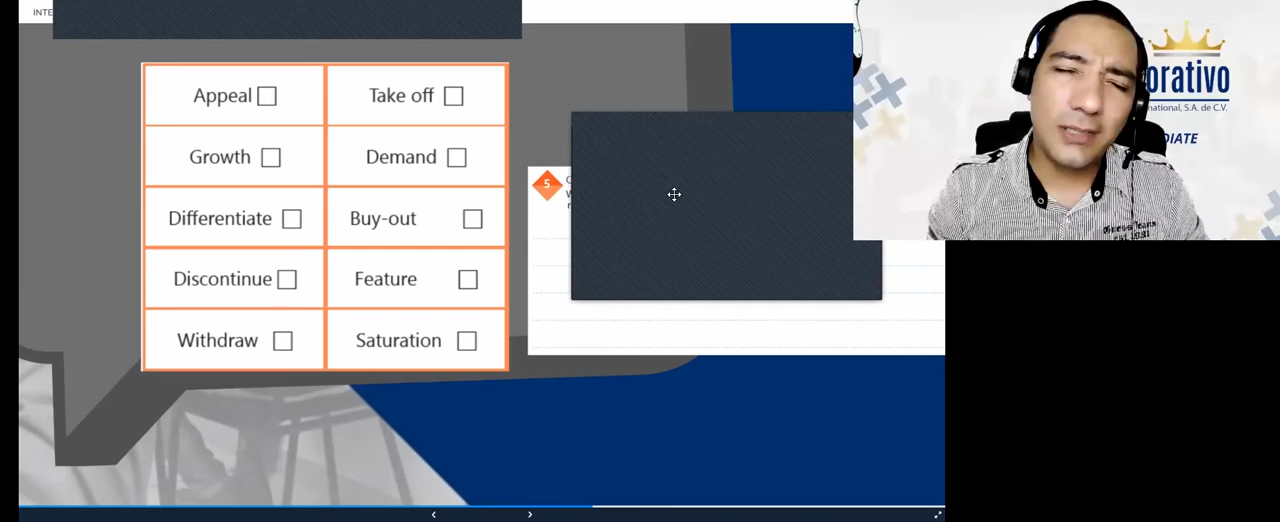 INTE
Appeal
Take off
Growth
Demand
Differentiate
Buy-out
Discontinue
Feature
Withdraw
Saturation
5
orativo
national, S.A. de C.V.
DIATE